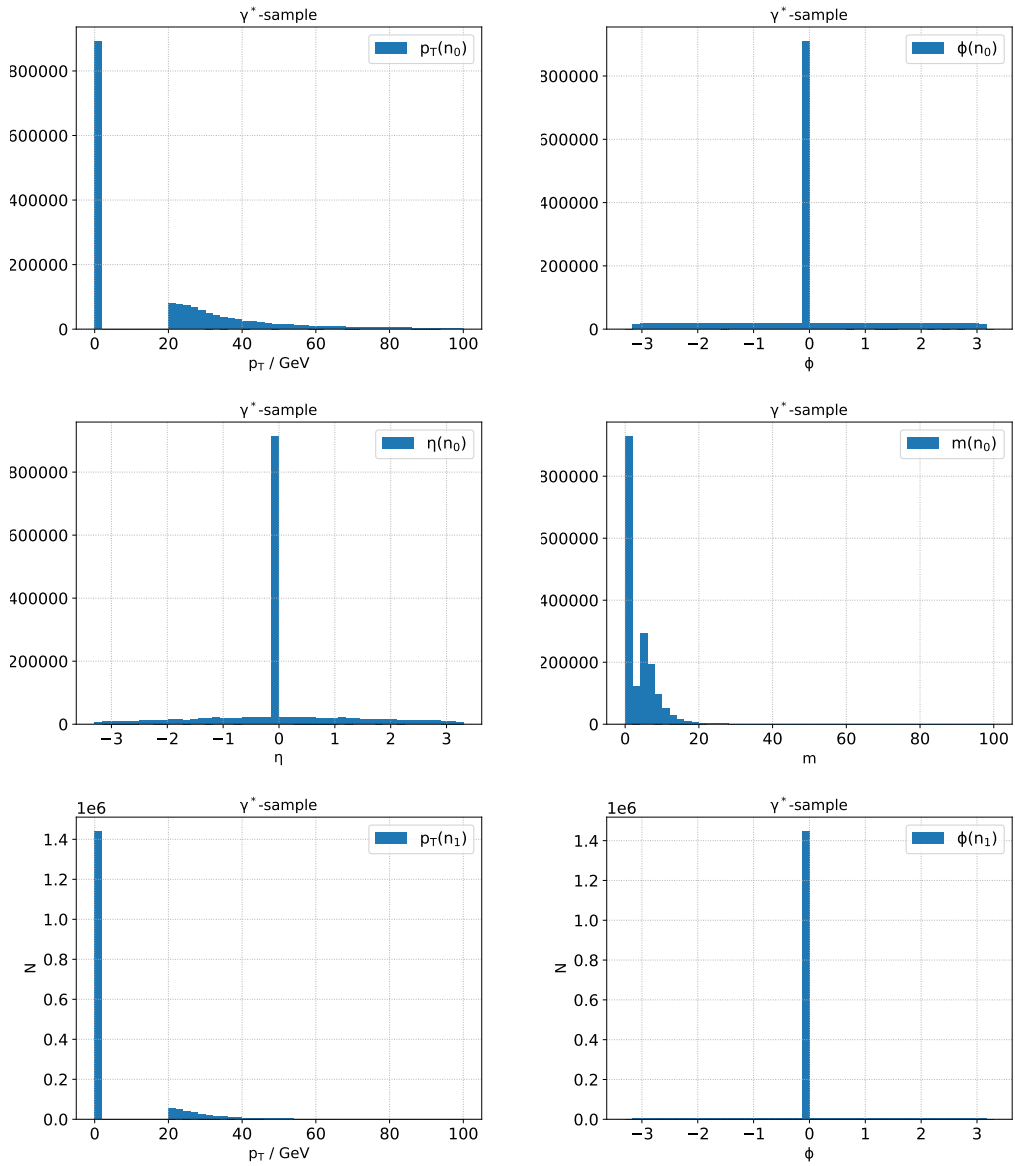 γ*-sample
pT(n0)
800000
600000
400000
200000
0
0 20 40 60 80 100
pT / GeV
γ*-sample
ϕ(n0)
800000
600000
400000
200000
0
−3 −2 −1 0 1 2 3
ϕ
γ*-sample
η(n0)
800000
600000
400000
200000
0
−3 −2 −1 0 1 2 3
η
γ*-sample
m(n0)
800000
600000
400000
200000
0
0 20 40 60 80 100
m
1e6
γ*-sample
pT(n1)
1.4
1.2
1.0
0.8
0.6
0.4
0.2
0.0
N
0 20 40 60 80 100
pT / GeV
1e6
γ*-sample
ϕ(n1)
1.4
1.2
1.0
0.8
0.6
0.4
0.2
0.0
N
−3 −2 −1 0 1 2 3
ϕ